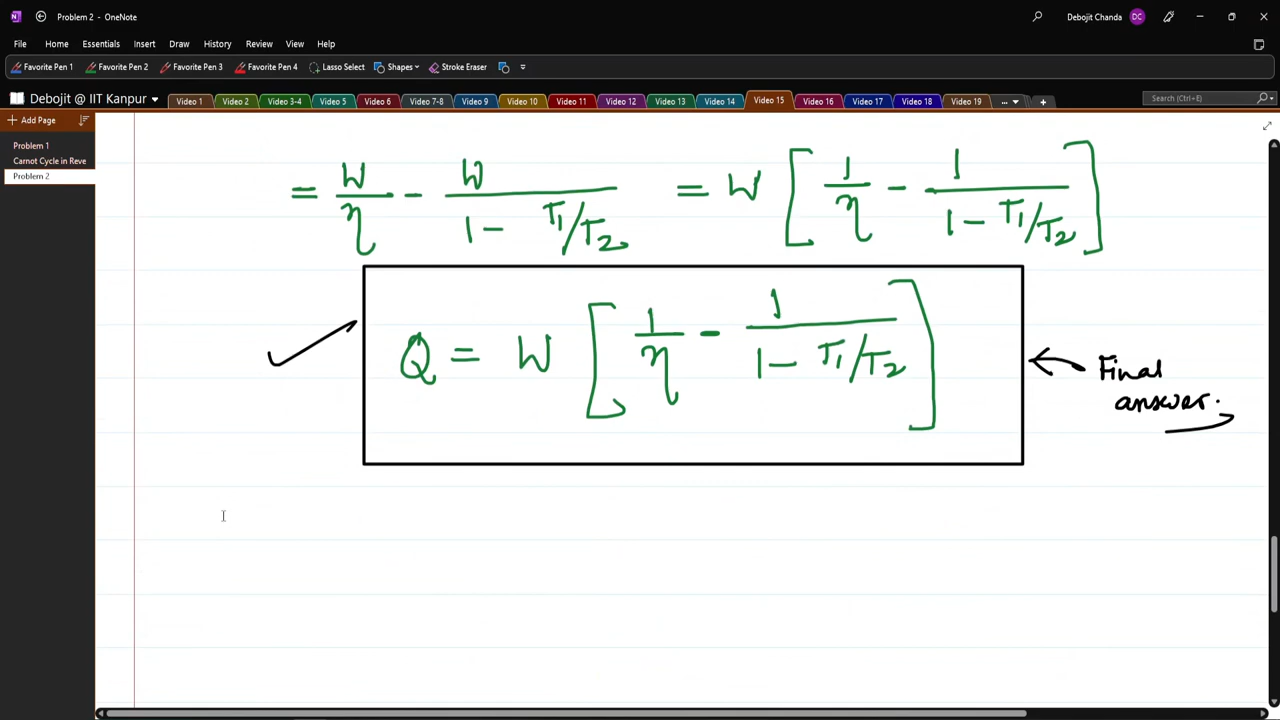 Problem 2 - OneNote
Debojit Chanda DC
File Home Essentials Insert Draw History Review View Help
Favorite Pen 1 Favorite Pen 2 Favorite Pen 3 Favorite Pen 4 Lasso Select Shapes Stroke Eraser
Debojit @ IIT Kanpur Video 1 Video 2 Video 3-4 Video 5 Video 6 Video 7-8 Video 9 Video 10 Video 11 Video 12 Video 13 Video 14 Video 15 Video 16 Video 17 Video 18 Video 19 ... + Search (Ctrl+E)
+ Add Page
Problem 1
Carnot Cycle in Reve
Problem 2
= W/η - W/(1 - T1/T2) = W [1/η - 1/(1 - T1/T2)]
Q = W [1/η - 1/(1 - T1/T2)]
Final
answer.